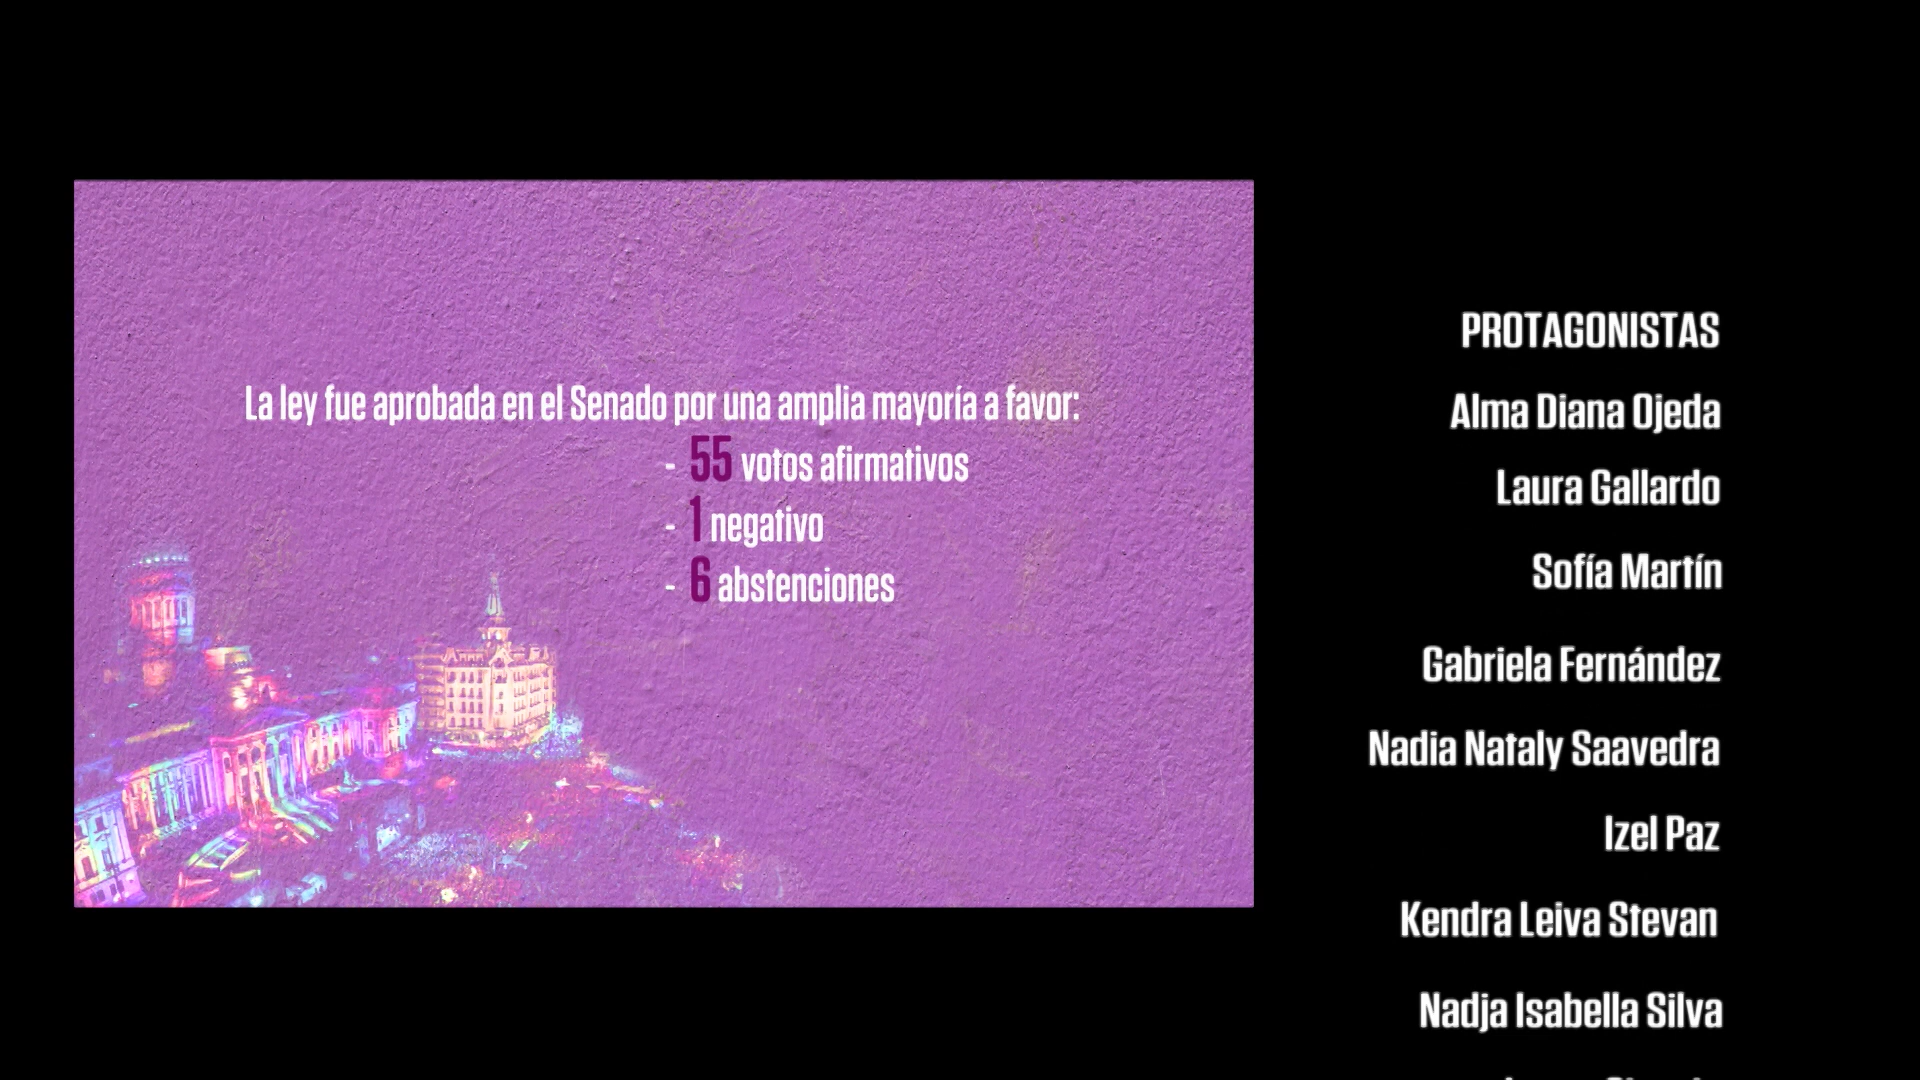 La ley fue aprobada en el Senado por una amplia mayoría a favor:
- 55 votos afirmativos
- 1 negativo
- 6 abstenciones
PROTAGONISTAS
Alma Diana Ojeda
Laura Gallardo
Sofía Martín
Gabriela Fernández
Nadia Nataly Saavedra
Izel Paz
Kendra Leiva Stevan
Nadja Isabella Silva